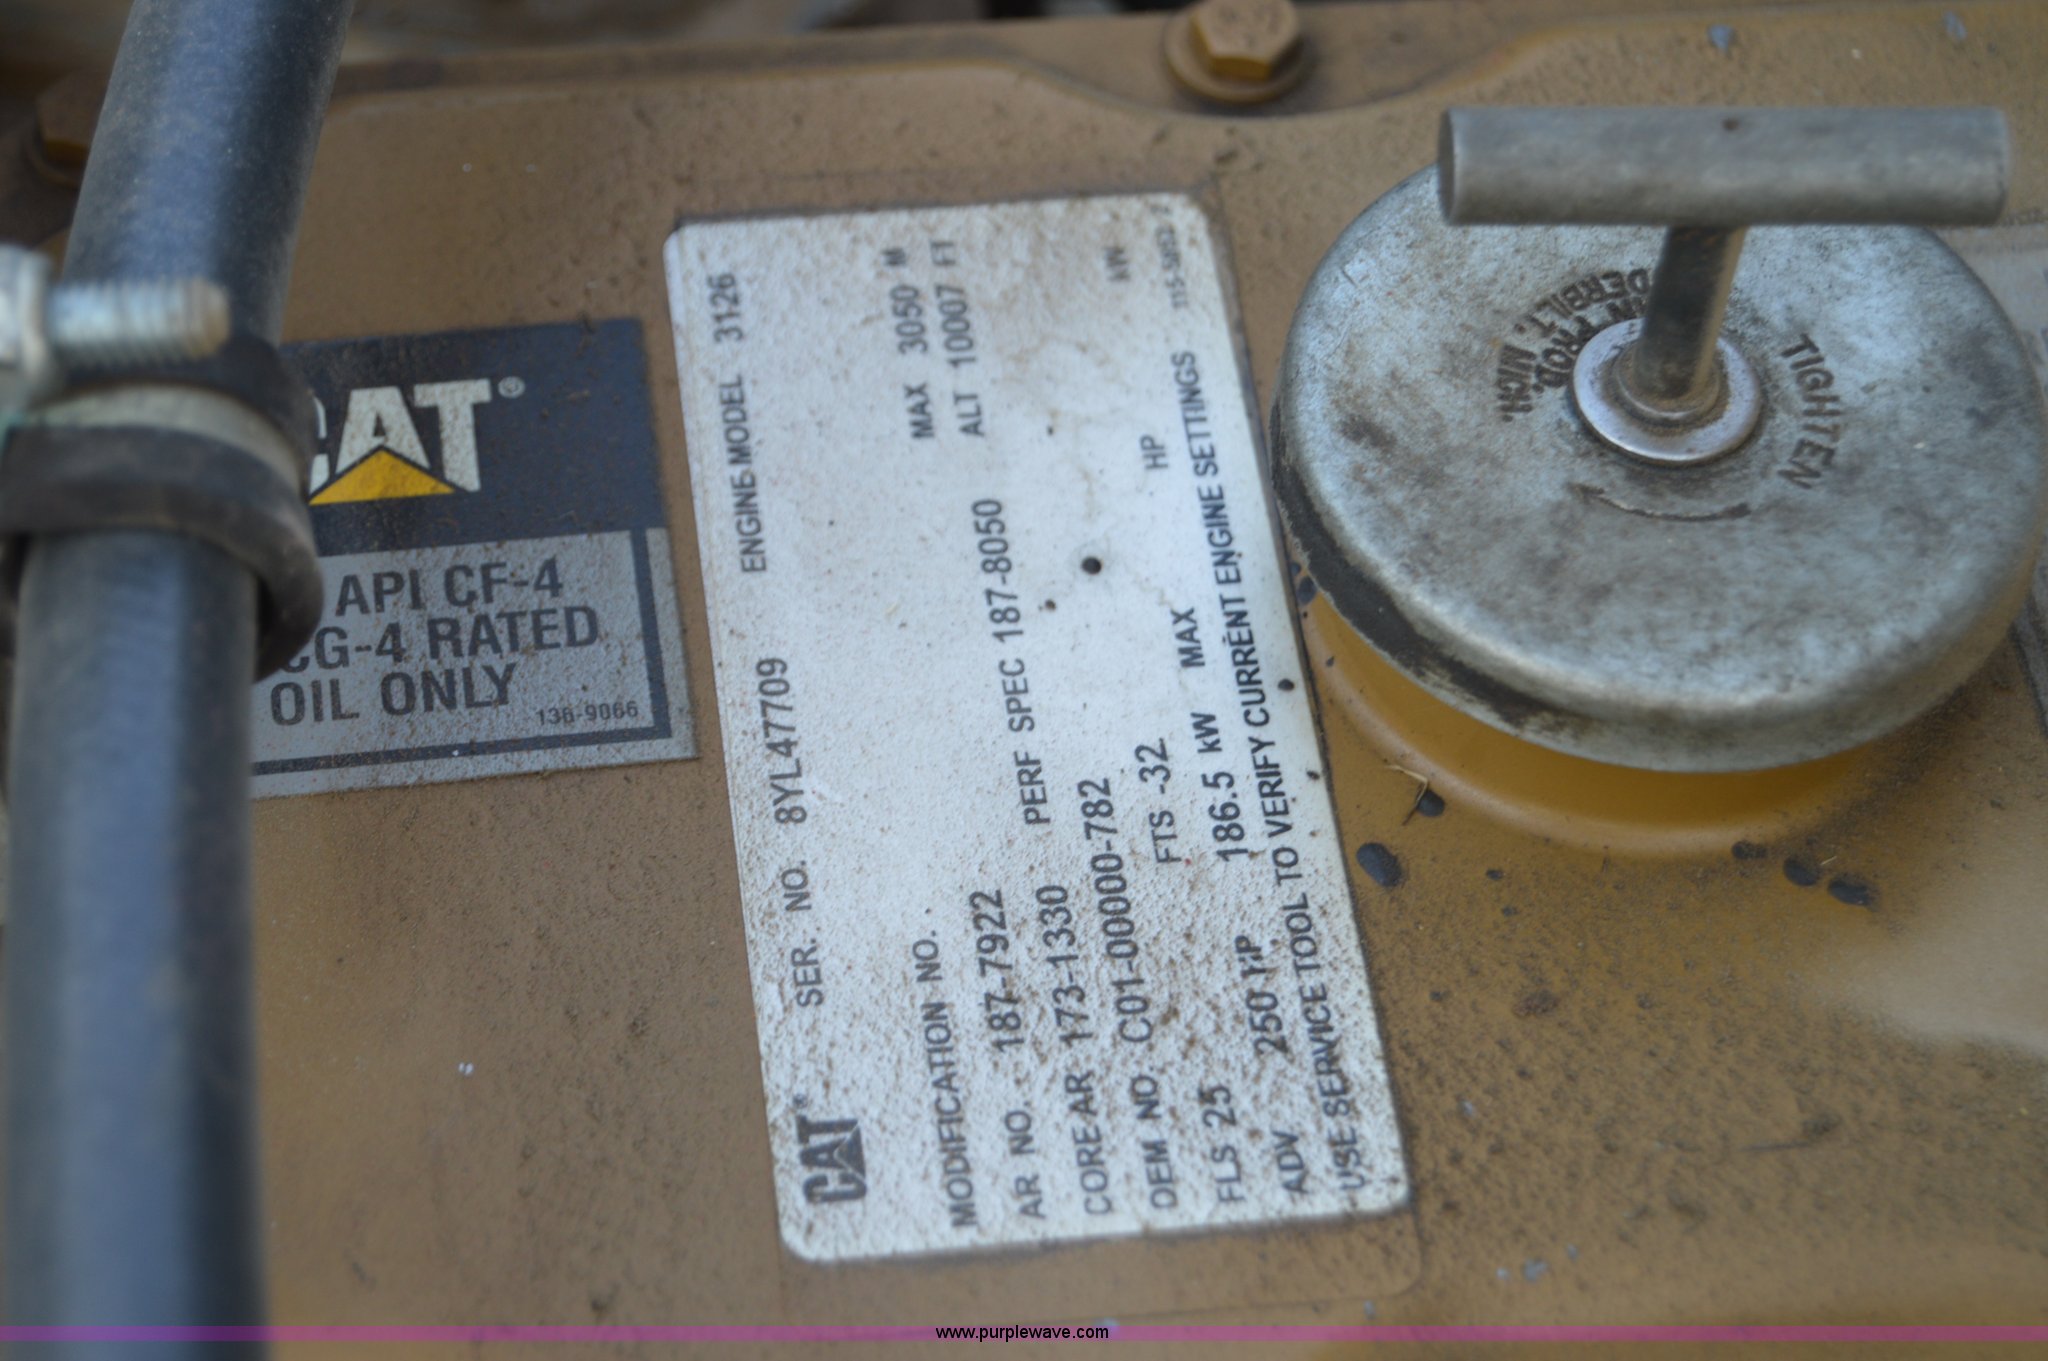 CAT®
API CF-4
CG-4 RATED
OIL ONLY
136-9066
CAT SER. NO. 8YL47709 ENGINE MODEL 3126
MODIFICATION NO. MAX 3050 M
AR NO. 187-7922 PERF SPEC 187-8050 ALT 10007 FT
CORE AR 173-1330
OEM NO. C01-00000-782
FLS 25 FTS -32 HP kW
ADV 250 HP 186.5 kW MAX
USE SERVICE TOOL TO VERIFY CURRENT ENGINE SETTINGS
TIGHTEN
PROD.
DERBILT. MICH.
www.purplewave.com